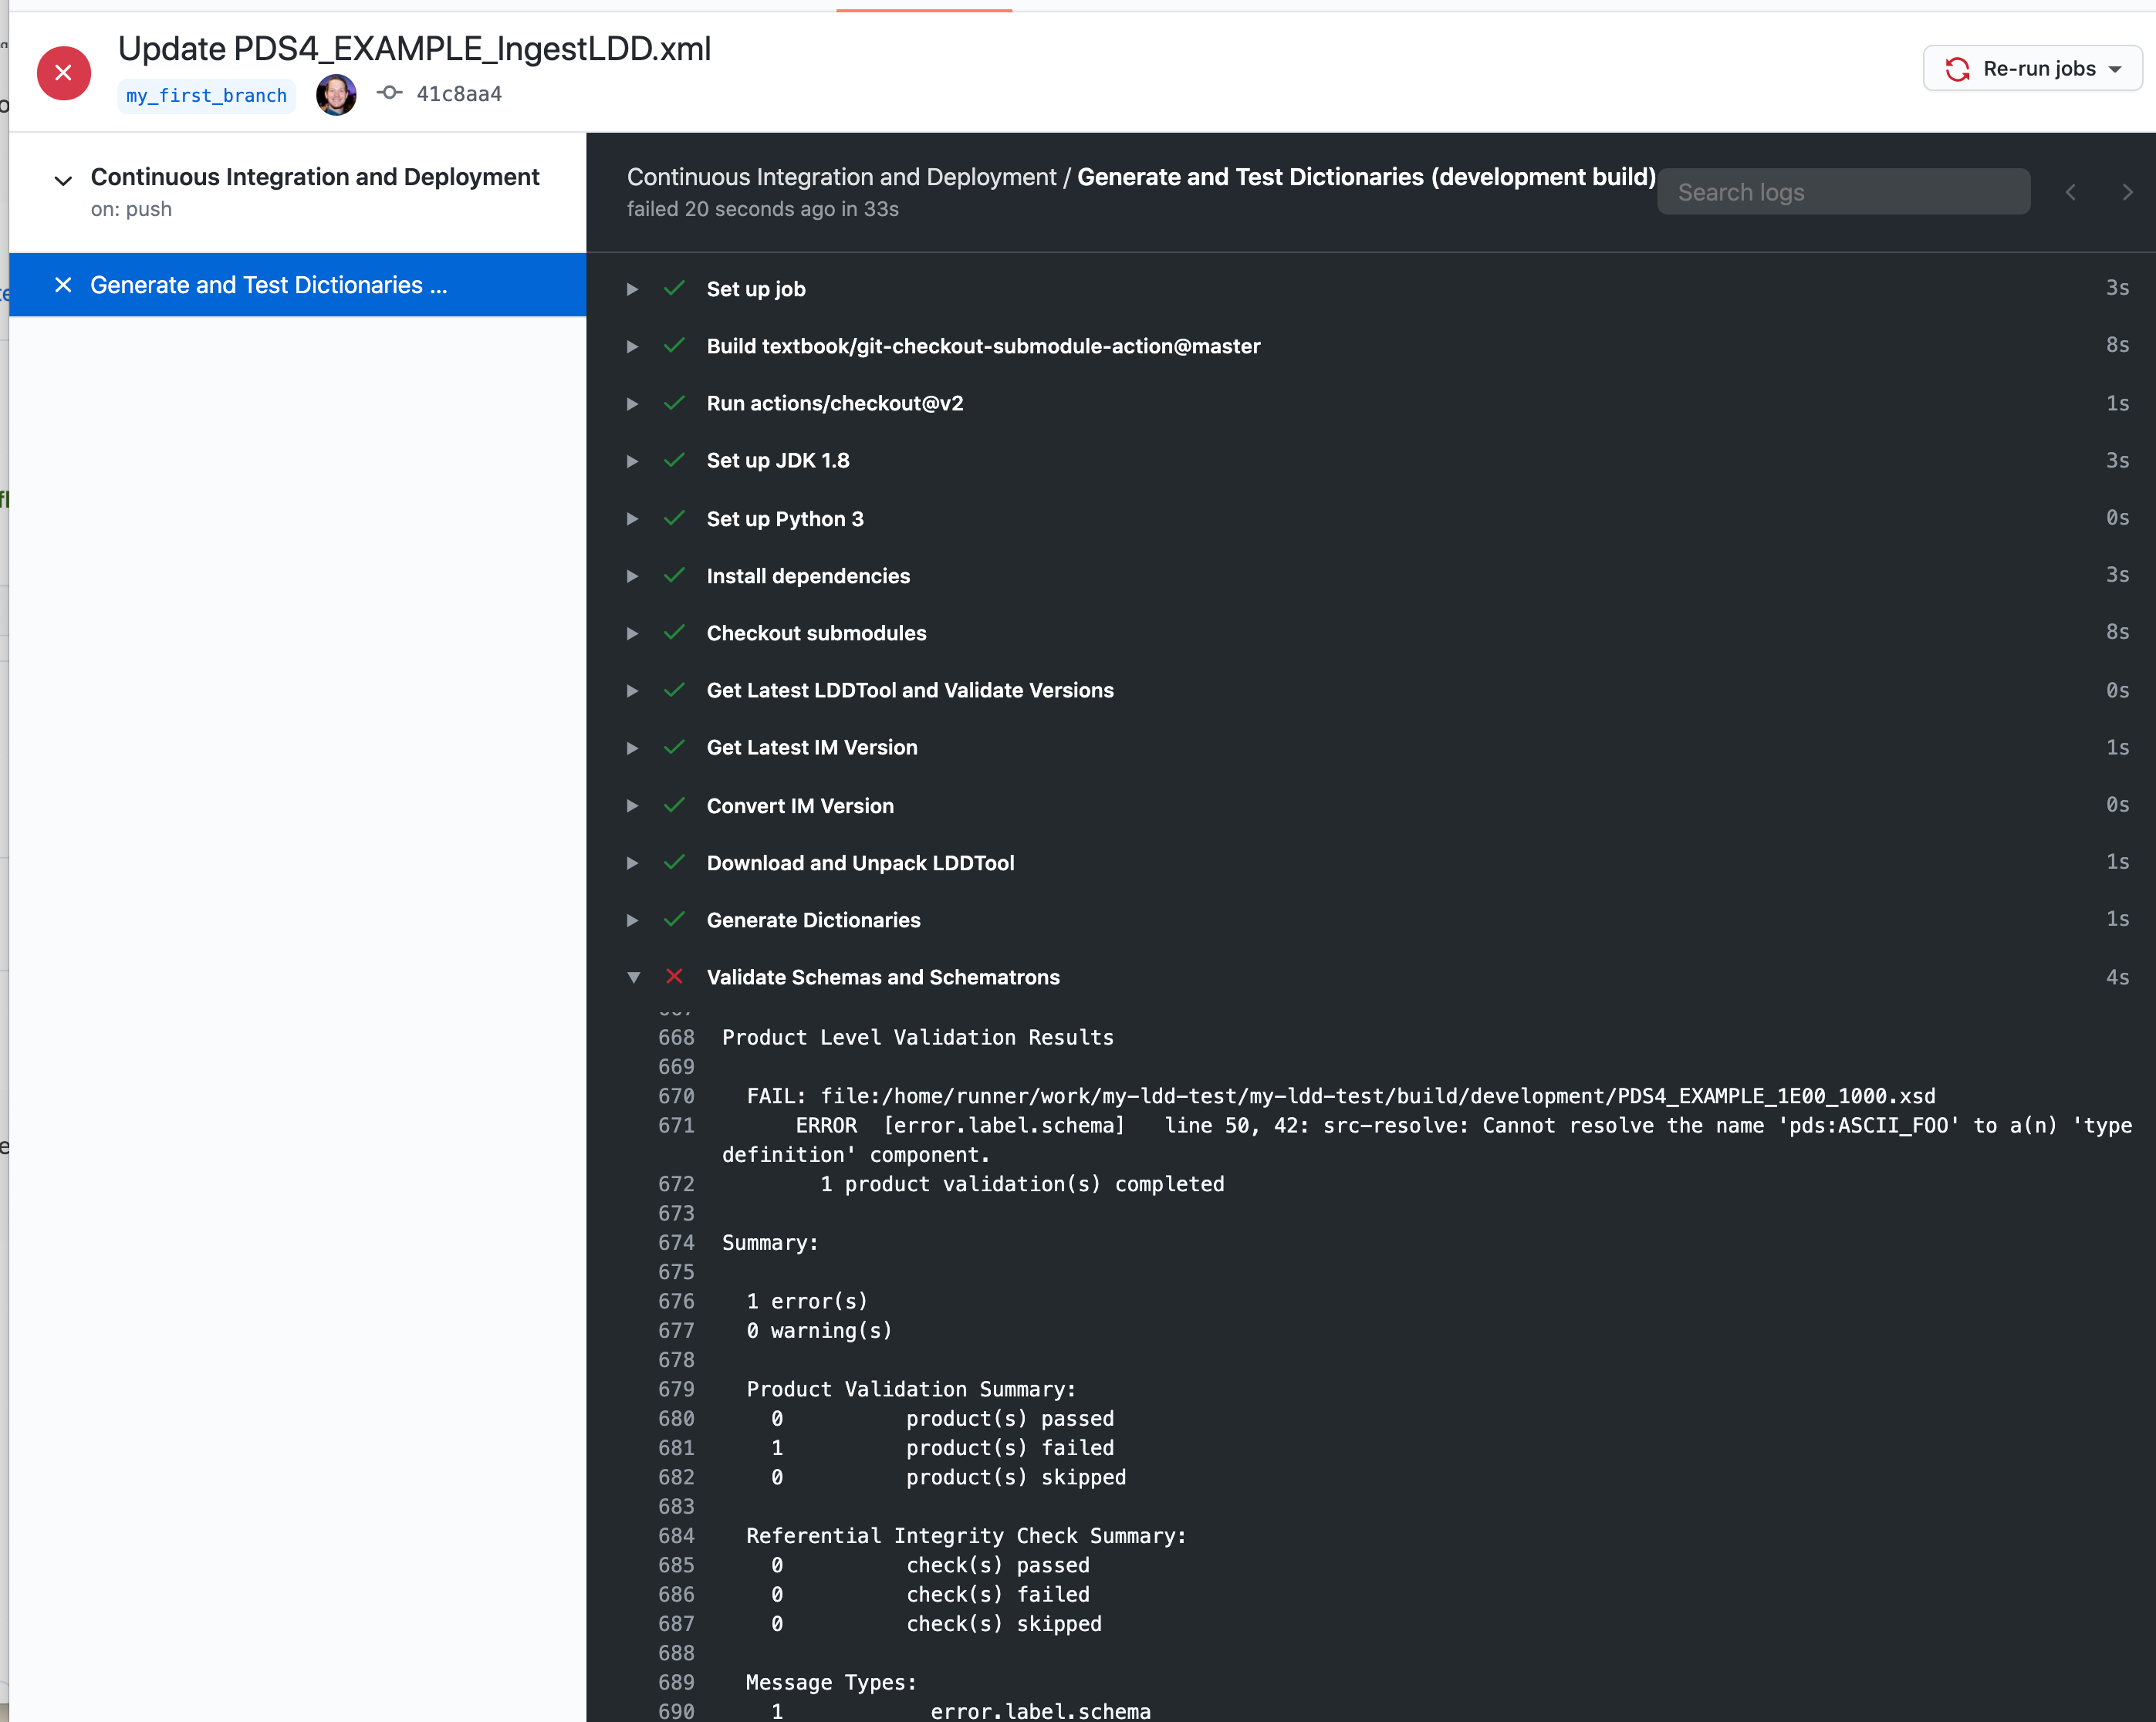 Update PDS4_EXAMPLE_IngestLDD.xml
my_first_branch 41c8aa4
Re-run jobs
Continuous Integration and Deployment
on: push
Generate and Test Dictionaries ...
Continuous Integration and Deployment / Generate and Test Dictionaries (development build)
failed 20 seconds ago in 33s
Search logs
Set up job 3s
Build textbook/git-checkout-submodule-action@master 8s
Run actions/checkout@v2 1s
Set up JDK 1.8 3s
Set up Python 3 0s
Install dependencies 3s
Checkout submodules 8s
Get Latest LDDTool and Validate Versions 0s
Get Latest IM Version 1s
Convert IM Version 0s
Download and Unpack LDDTool 1s
Generate Dictionaries 1s
Validate Schemas and Schematrons 4s
668 Product Level Validation Results
669
670 FAIL: file:/home/runner/work/my-ldd-test/my-ldd-test/build/development/PDS4_EXAMPLE_1E00_1000.xsd
671 ERROR [error.label.schema] line 50, 42: src-resolve: Cannot resolve the name 'pds:ASCII_FOO' to a(n) 'type
definition' component.
672 1 product validation(s) completed
673
674 Summary:
675
676 1 error(s)
677 0 warning(s)
678
679 Product Validation Summary:
680 0 product(s) passed
681 1 product(s) failed
682 0 product(s) skipped
683
684 Referential Integrity Check Summary:
685 0 check(s) passed
686 0 check(s) failed
687 0 check(s) skipped
688
689 Message Types:
690 1 error.label.schema